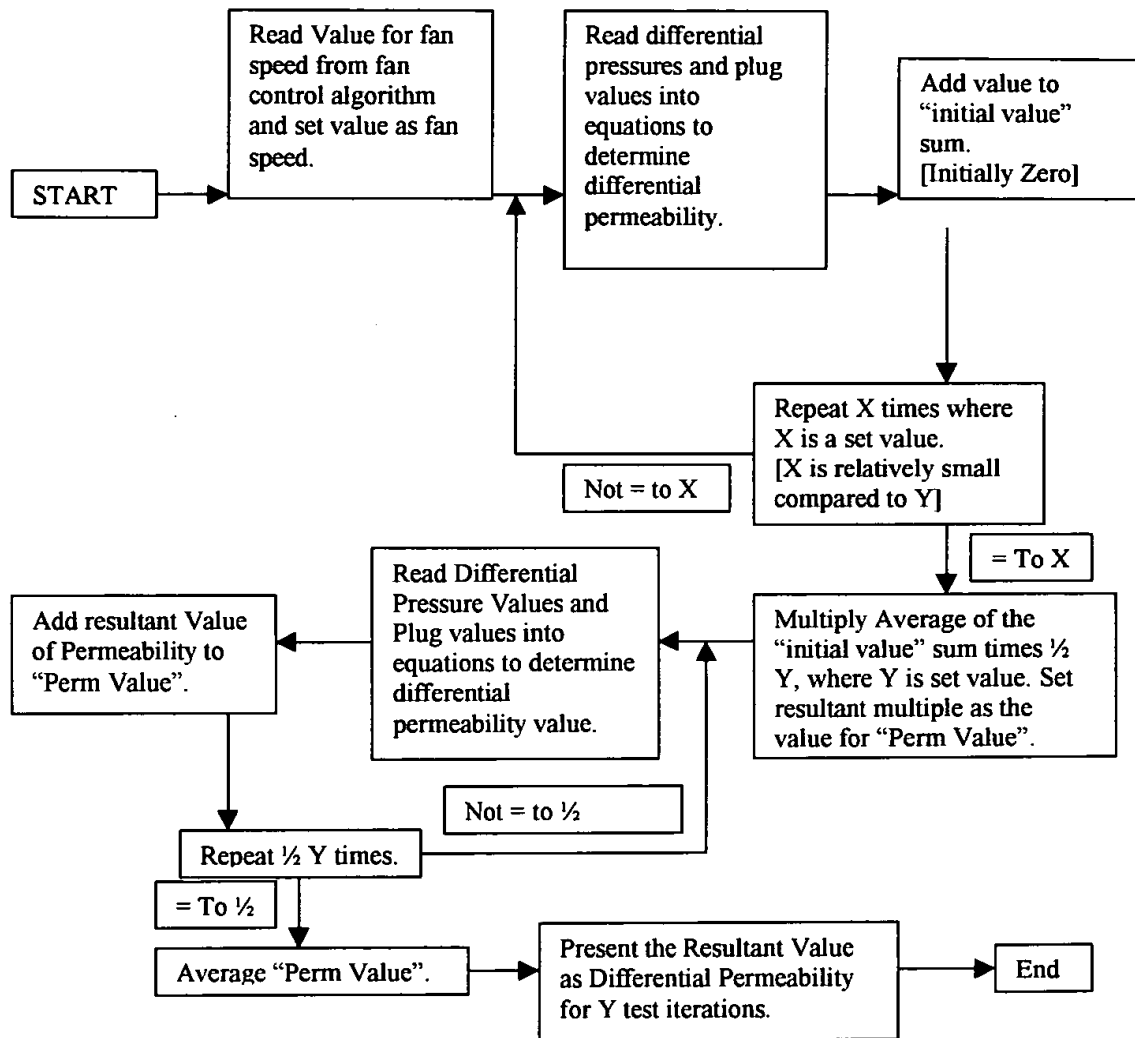 START
Read Value for fan
speed from fan
control algorithm
and set value as fan
speed.
Read differential
pressures and plug
values into
equations to
determine
differential
permeability.
Add value to
“initial value”
sum.
[Initially Zero]
Repeat X times where
X is a set value.
[X is relatively small
compared to Y]
Not = to X
= To X
Multiply Average of the
“initial value” sum times ½
Y, where Y is set value. Set
resultant multiple as the
value for “Perm Value”.
Read Differential
Pressure Values and
Plug values into
equations to determine
differential
permeability value.
Add resultant Value
of Permeability to
“Perm Value”.
Not = to ½
Repeat ½ Y times.
= To ½
Average “Perm Value”.
Present the Resultant Value
as Differential Permeability
for Y test iterations.
End